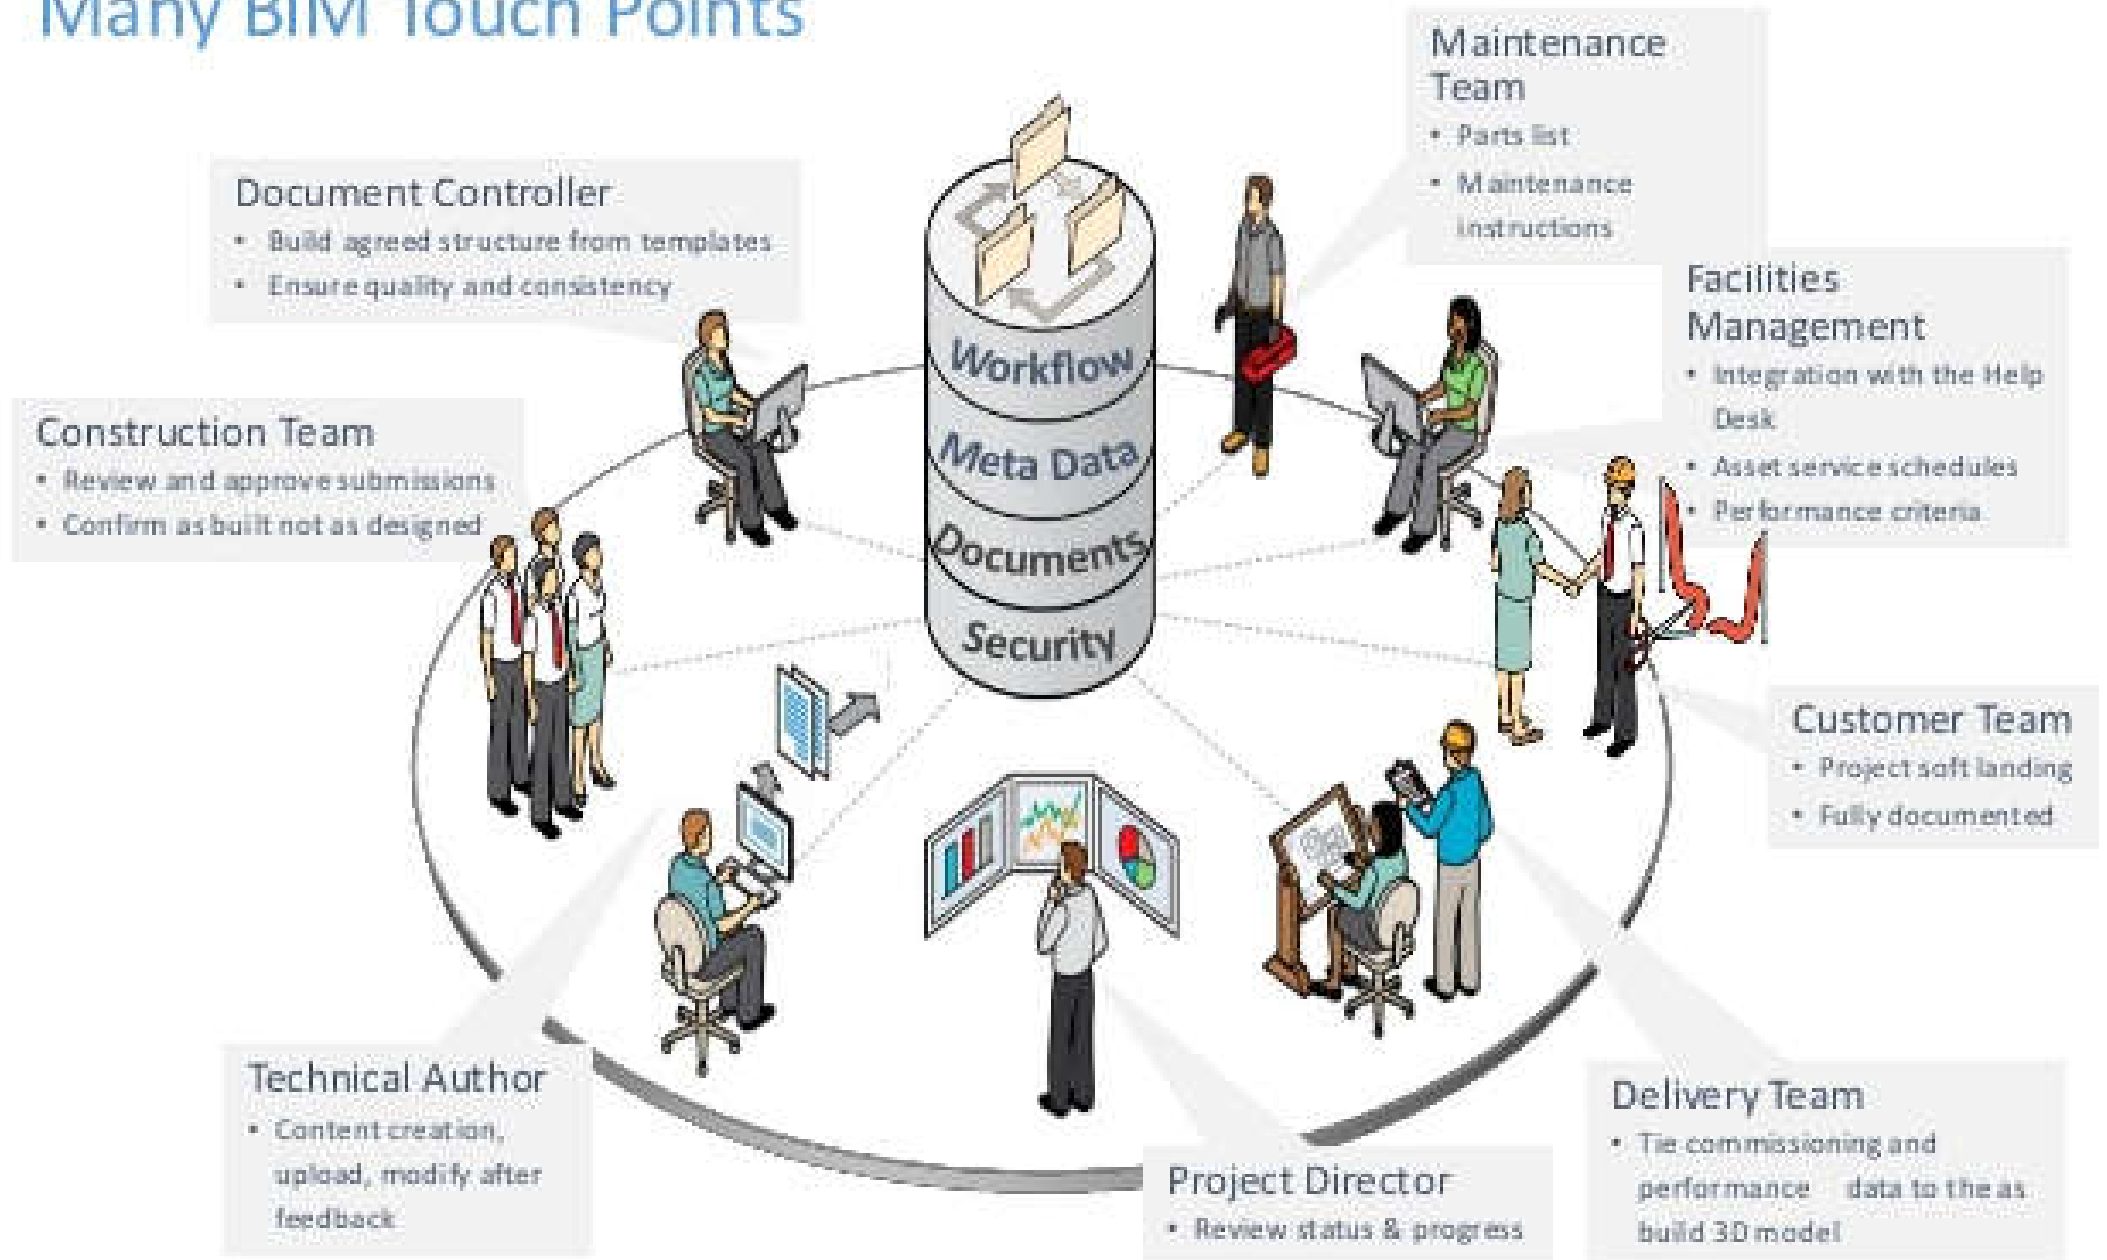 Many BIM Touch Points
Maintenance
Team
• Parts list
• Maintenance
instructions
Document Controller
• Build agreed structure from templates
• Ensure quality and consistency
Facilities
Management
• Integration with the Help
Desk
• Asset service schedules
• Performance criteria
Construction Team
• Review and approve submissions
• Confirm as built not as designed
Workflow
Meta Data
Documents
Security
Customer Team
• Project soft landing
• Fully documented
Technical Author
• Content creation,
upload, modify after
feedback
Project Director
• Review status & progress
Delivery Team
• Tie commissioning and
performance data to the as
build 3D model